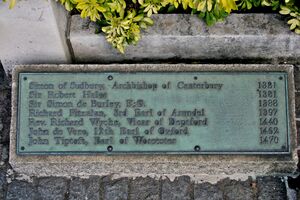 Simon of Sudbury, Archbishop of Canterbury 1381
Sir Robert Hales 1381
Sir Simon de Burley, K.G. 1388
Richard Fitzalan, 3rd Earl of Arundel 1397
Rev. Richard Wyche, Vicar of Deptford 1440
John de Vere, 12th Earl of Oxford 1462
John Tiptoft, Earl of Worcester 1470